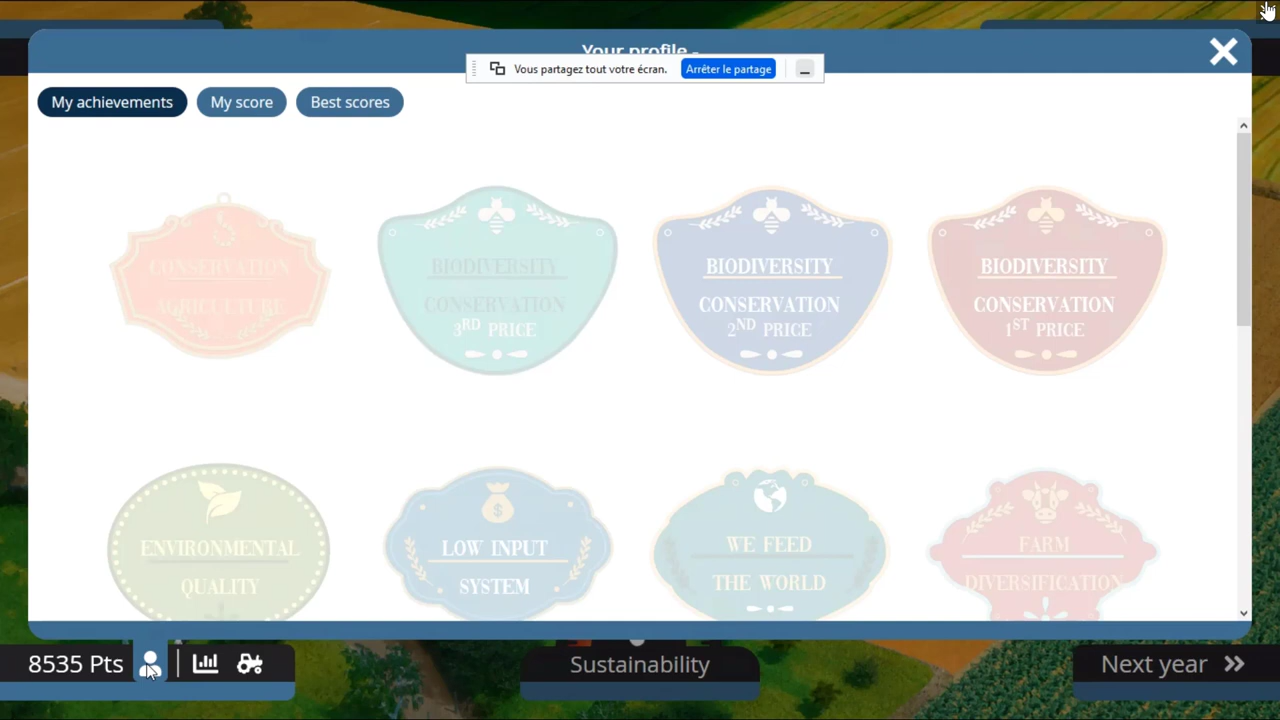 Your profile -
Vous partagez tout votre écran. Arrêter le partage
My achievements My score Best scores
CONSERVATION
AGRICULTURE
BIODIVERSITY
CONSERVATION
3RD PRICE
BIODIVERSITY
CONSERVATION
2ND PRICE
BIODIVERSITY
CONSERVATION
1ST PRICE
ENVIRONMENTAL
QUALITY
LOW INPUT
SYSTEM
WE FEED
THE WORLD
FARM
DIVERSIFICATION
8535 Pts
Sustainability
Next year